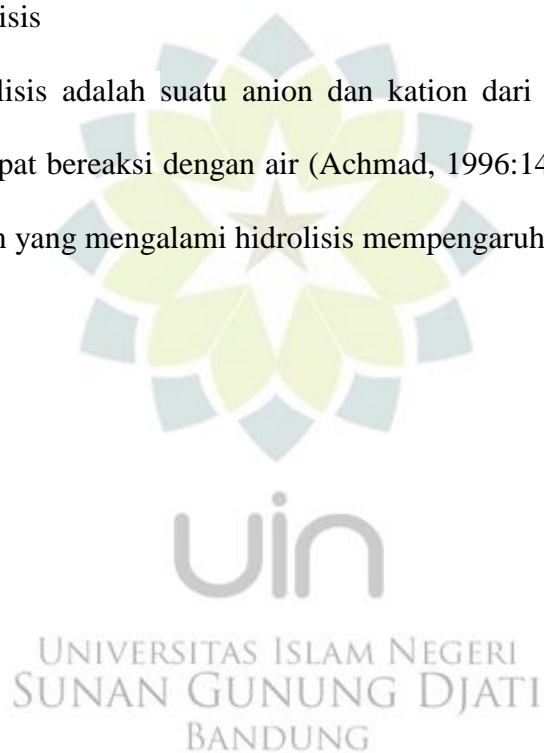 isis
lisis adalah suatu anion dan kation dari
pat bereaksi dengan air (Achmad, 1996:14
n yang mengalami hidrolisis mempengaruh
uin
UNIVERSITAS ISLAM NEGERI
SUNAN GUNUNG DJATI
BANDUNG